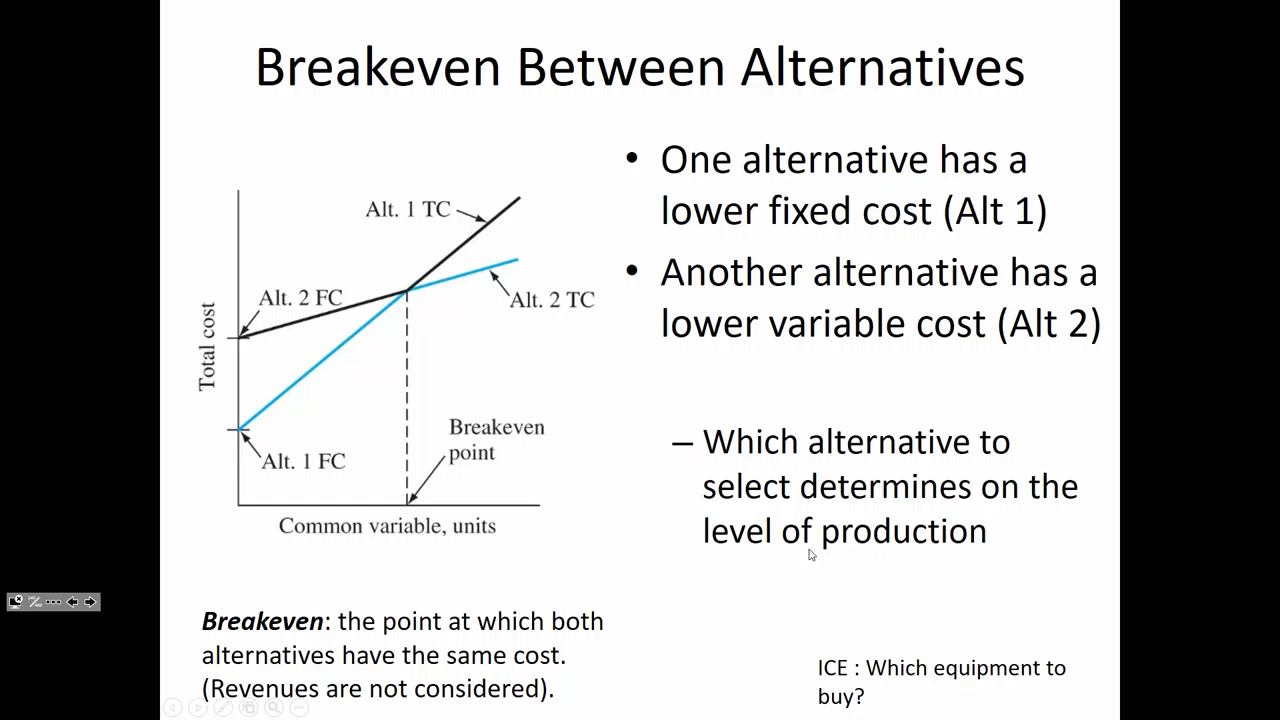 Breakeven Between Alternatives
• One alternative has a
lower fixed cost (Alt 1)
• Another alternative has a
lower variable cost (Alt 2)
– Which alternative to
select determines on the
level of production
Alt. 1 TC
Alt. 2 FC
Alt. 2 TC
Total cost
Breakeven
point
Alt. 1 FC
Common variable, units
Breakeven: the point at which both
alternatives have the same cost.
(Revenues are not considered).
ICE : Which equipment to
buy?